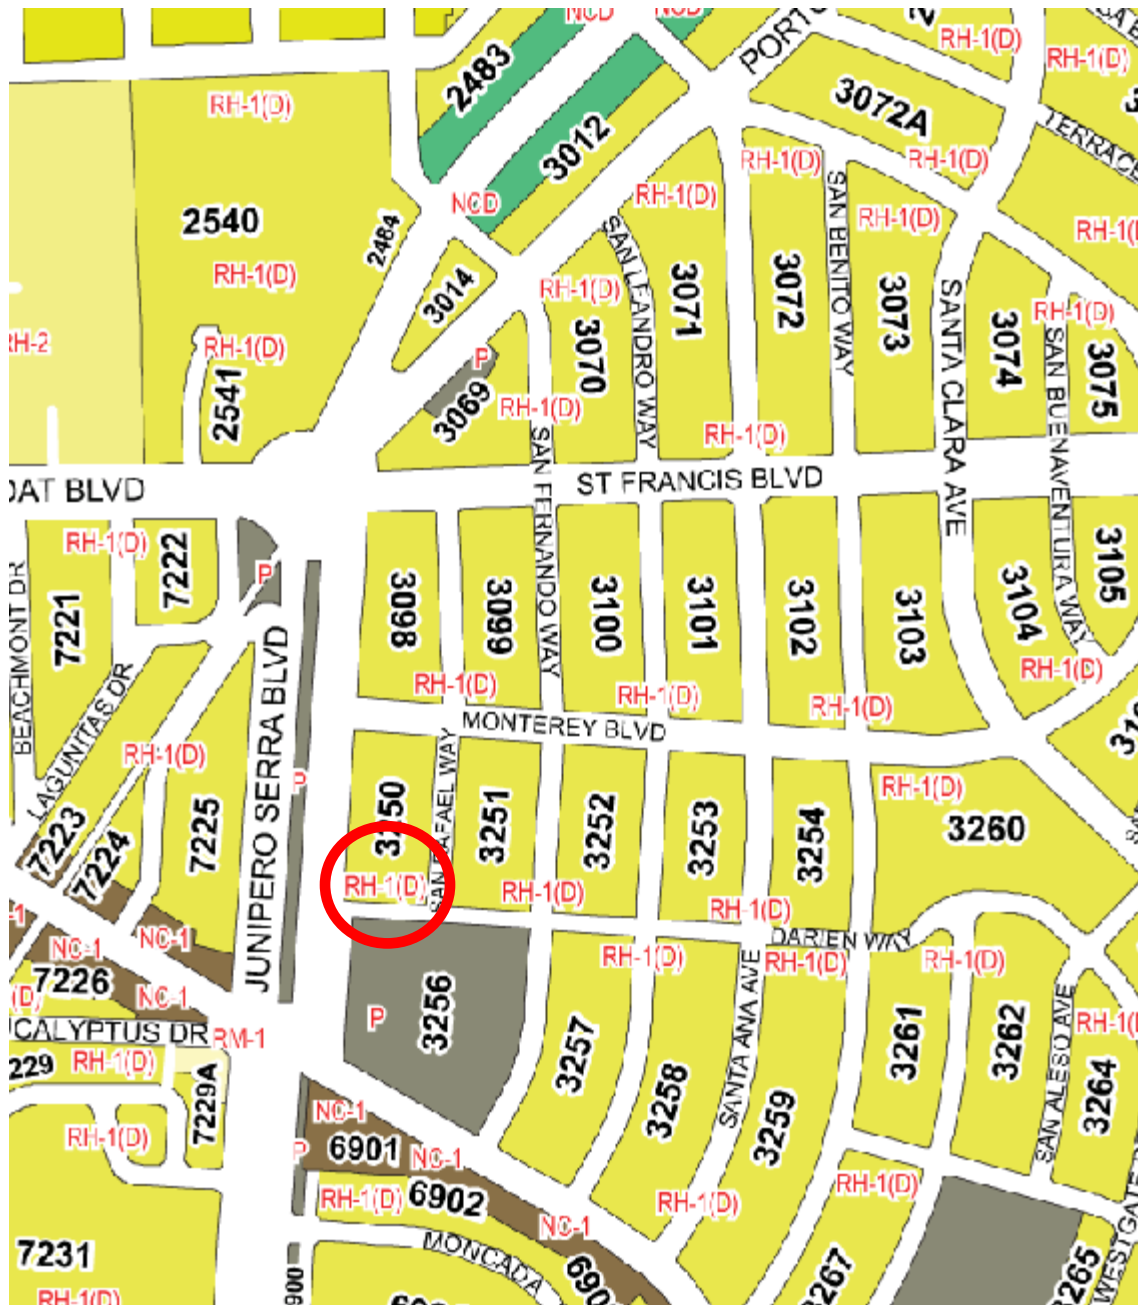 NCD
NCD
PORT
RH-1(D)
RH-1(D)
2483
RH-1(D)
3072A
3012
TERRACE
RH-1(D)
RH-1(D)
RH-1(D)
NCD
SAN BENITO WAY
RH-1(D)
2540
2484
SAN LEANDRO WAY
RH-1(D)
RH-1(D)
3014
RH-1(D)
3071
3072
3073
SANTA CLARA AVE
3074
RH-1(D)
SAN BUENAVENTURA WAY
3075
RH-2
RH-1(D)
P
3070
2541
3069
RH-1(D)
RH-1(D)
SAN FERNANDO WAY
OAT BLVD
ST FRANCIS BLVD
RH-1(D)
7222
P
7221
BEACHMONT DR
3098
3099
3100
3101
3102
3103
3104
3105
LAGUNITAS DR
JUNIPERO SERRA BLVD
RH-1(D)
RH-1(D)
RH-1(D)
RH-1(D)
MONTEREY BLVD
RH-1(D)
P
SAN RAFAEL WAY
RH-1(D)
7223
7224
7225
3250
3251
3252
3253
3254
3260
RH-1(D)
RH-1(D)
RH-1(D)
NC-1
NC-1
DARIEN WAY
RH-1(D)
RH-1(D)
RH-1(D)
7226
NC-1
SANTA ANA AVE
SAN ALESO AVE
P
3256
3257
3258
3259
3261
3262
3264
RH-1(D)
CALYPTUS DR
RM-1
229
RH-1(D)
7229A
NC-1
RH-1(D)
P
6901
NC-1
RH-1(D)
6902
RH-1(D)
RH-1(D)
NC-1
WESTGATE
7231
MONCADA
3267
3265
RH-1(D)
900
690